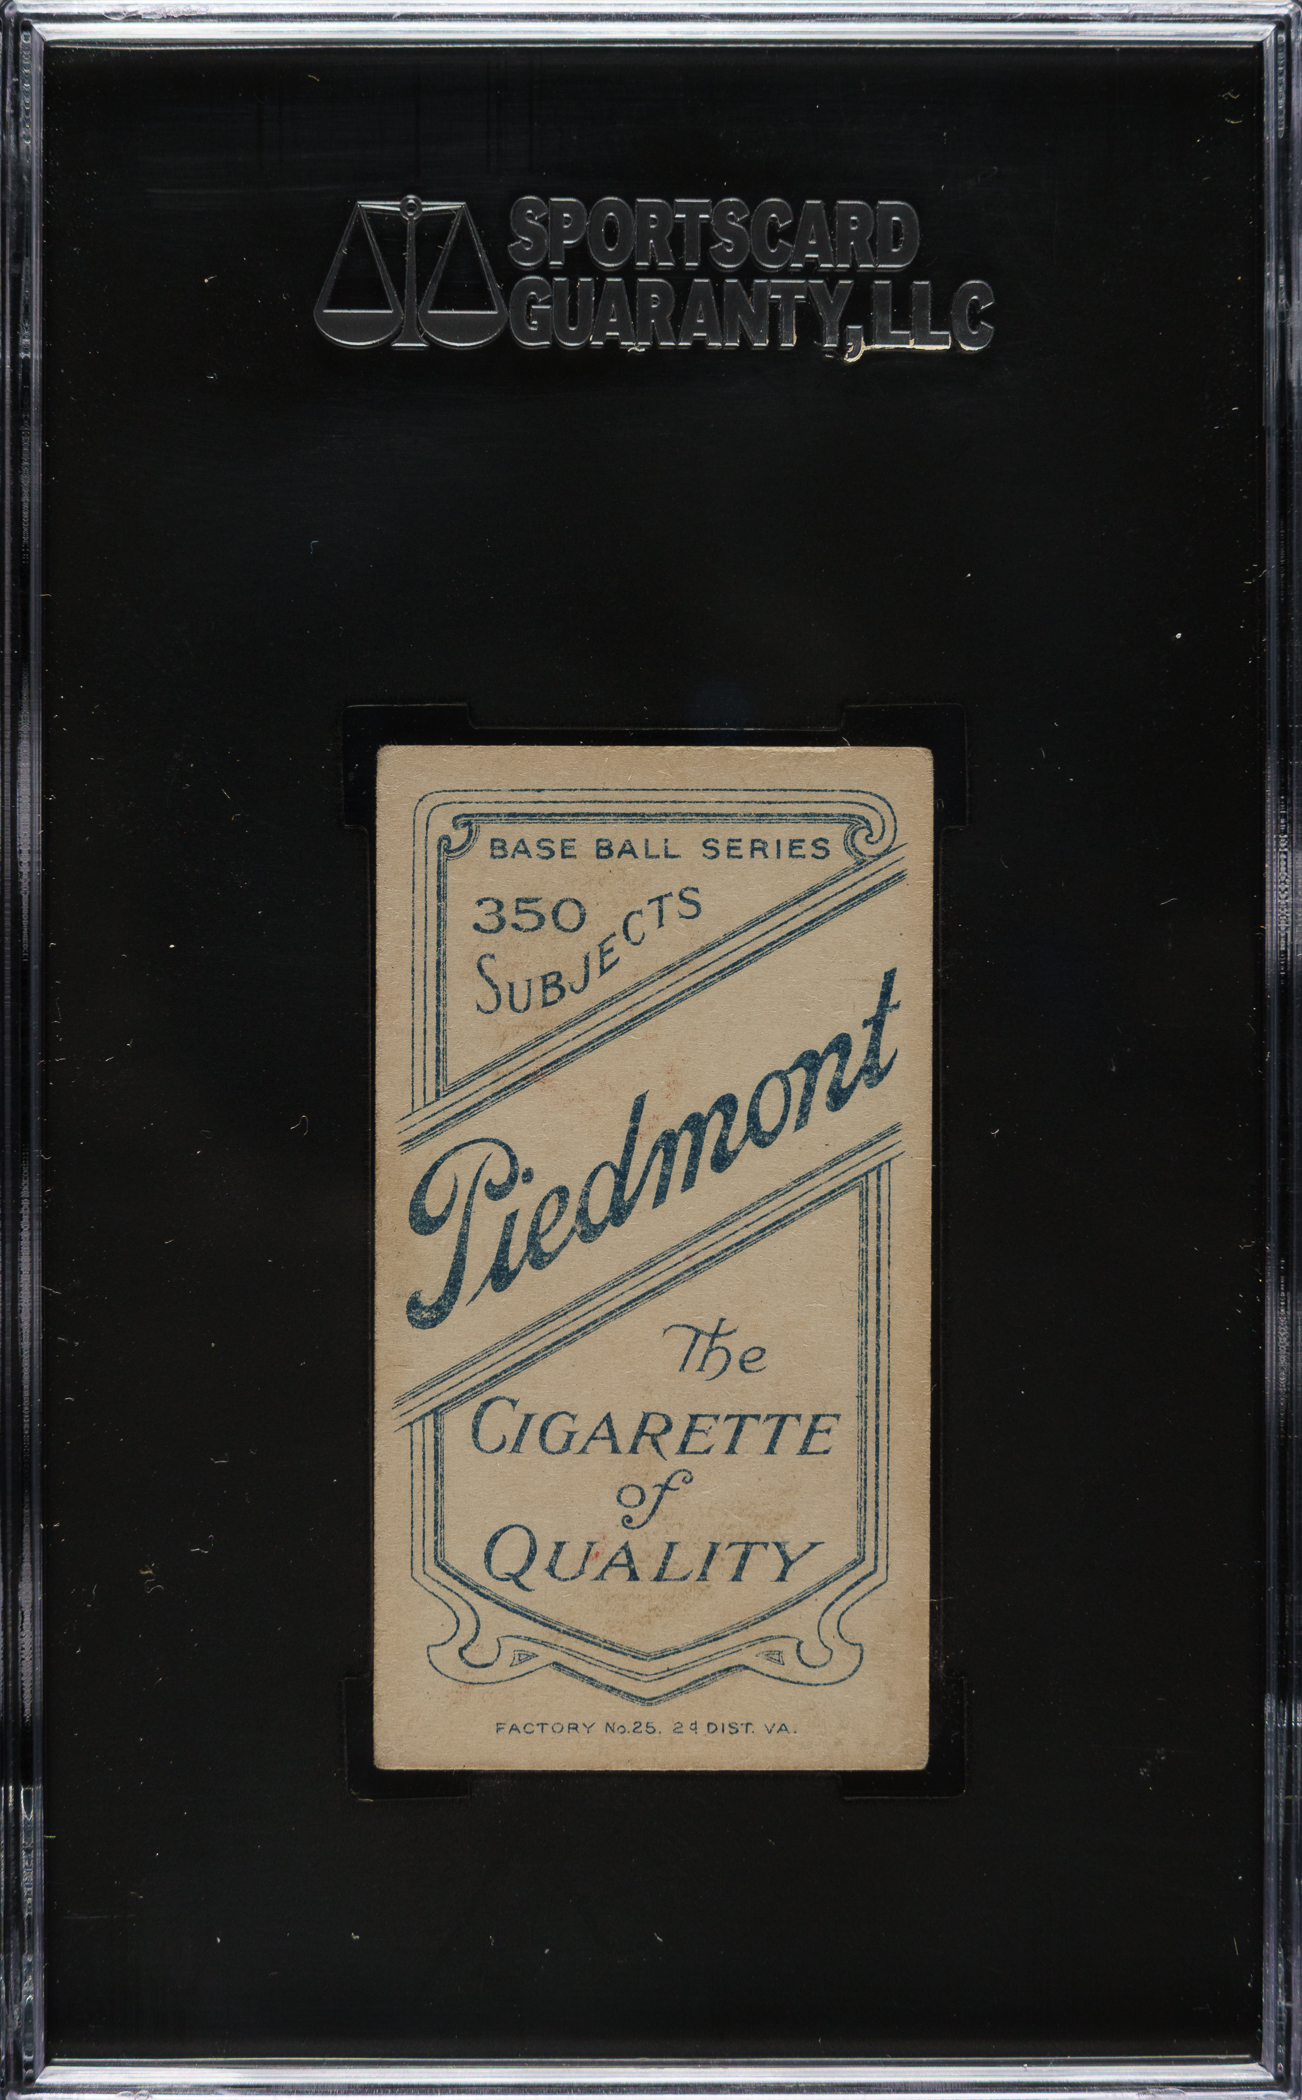 SPORTSCARD
GUARANTY, LLC
BASE BALL SERIES
350
SUBJECTS
Piedmont
The
CIGARETTE
of
QUALITY
FACTORY No.25. 2d DIST. VA.